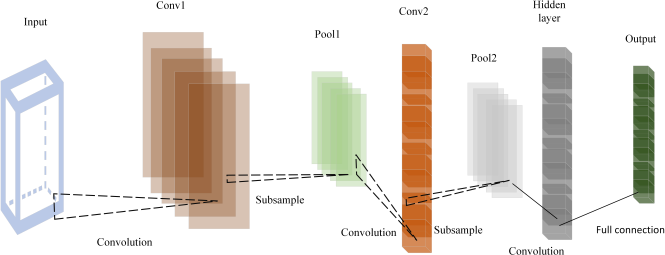 Input
Conv1
Pool1
Conv2
Pool2
Hidden
layer
Output
Convolution
Subsample
Convolution
Subsample
Convolution
Full connection